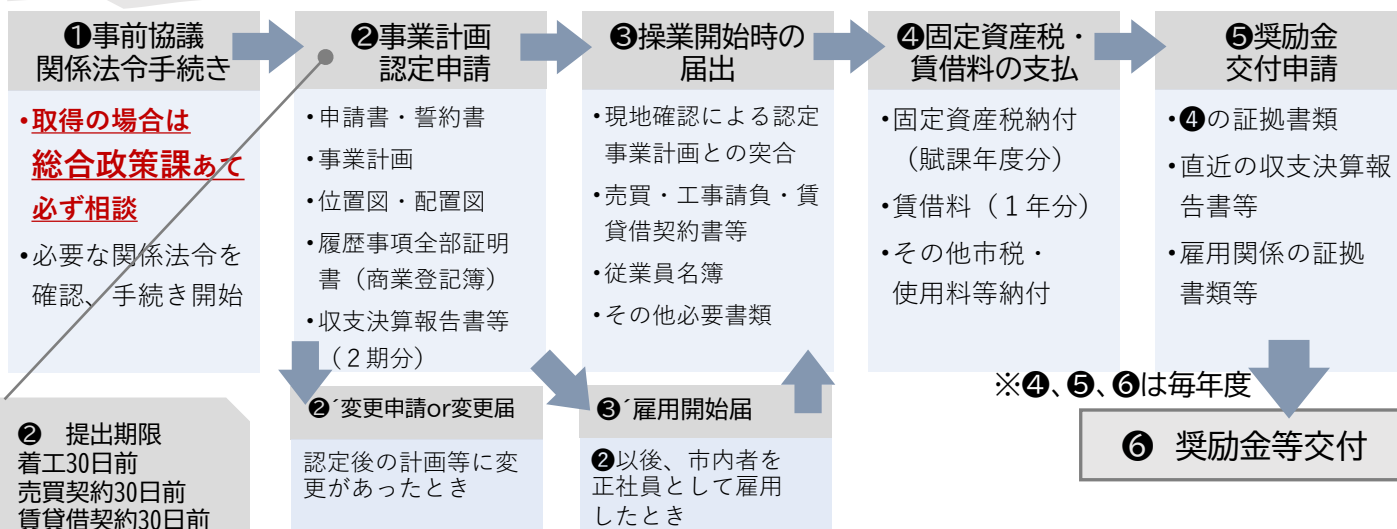 ❶事前協議
関係法令手続き
•取得の場合は
総合政策課あて
必ず相談
•必要な関係法令を
確認、手続き開始
❷事業計画
認定申請
•申請書・誓約書
•事業計画
•位置図・配置図
•履歴事項全部証明
書（商業登記簿）
•収支決算報告書等
（２期分）
❸操業開始時の
届出
•現地確認による認定
事業計画との突合
•売買・工事請負・賃
貸借契約書等
•従業員名簿
•その他必要書類
❹固定資産税・
賃借料の支払
•固定資産税納付
（賦課年度分）
•賃借料（１年分）
•その他市税・
使用料等納付
❺奨励金
交付申請
•❹の証拠書類
•直近の収支決算報
告書等
•雇用関係の証拠
書類等
❷　提出期限
着工30日前
売買契約30日前
賃貸借契約30日前
❷´変更申請or変更届
認定後の計画等に変
更があったとき
❸´雇用開始届
❷以後、市内者を
正社員として雇用
したとき
※❹、❺、❻は毎年度
❻ 奨励金等交付